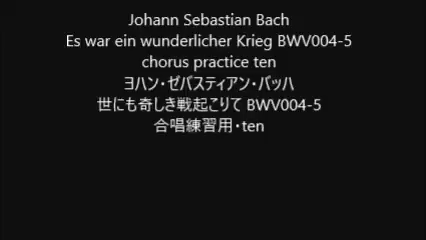 Johann Sebastian Bach
Es war ein wunderlicher Krieg BWV004-5
chorus practice ten
ヨハン・ゼバスティアン・バッハ
世にも奇しき戦起こりて BWV004-5
合唱練習用・ten